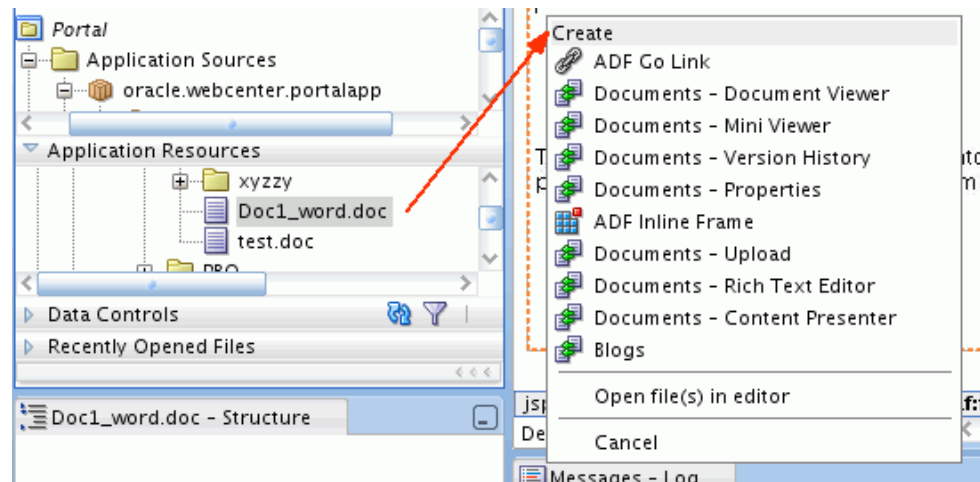 Portal
Application Sources
oracle.webcenter.portalapp
Application Resources
xyzzy
Doc1_word.doc
test.doc
Data Controls
Recently Opened Files
Doc1_word.doc - Structure
Create
ADF Go Link
Documents - Document Viewer
Documents - Mini Viewer
Documents - Version History
Documents - Properties
ADF Inline Frame
Documents - Upload
Documents - Rich Text Editor
Documents - Content Presenter
Blogs
Open file(s) in editor
Cancel
Messages - Log